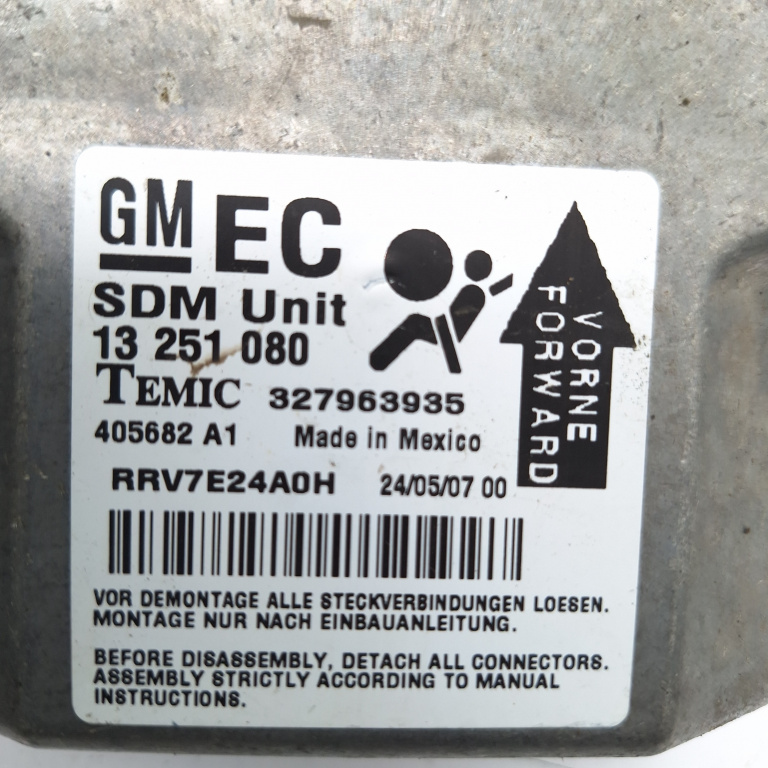 GM EC
SDM Unit
13 251 080
TEMIC 327963935
405682 A1 Made in Mexico
RRV7E24A0H 24/05/07 00
VORNE
FORWARD
VOR DEMONTAGE ALLE STECKVERBINDUNGEN LOESEN.
MONTAGE NUR NACH EINBAUANLEITUNG.
BEFORE DISASSEMBLY, DETACH ALL CONNECTORS.
ASSEMBLY STRICTLY ACCORDING TO MANUAL
INSTRUCTIONS.